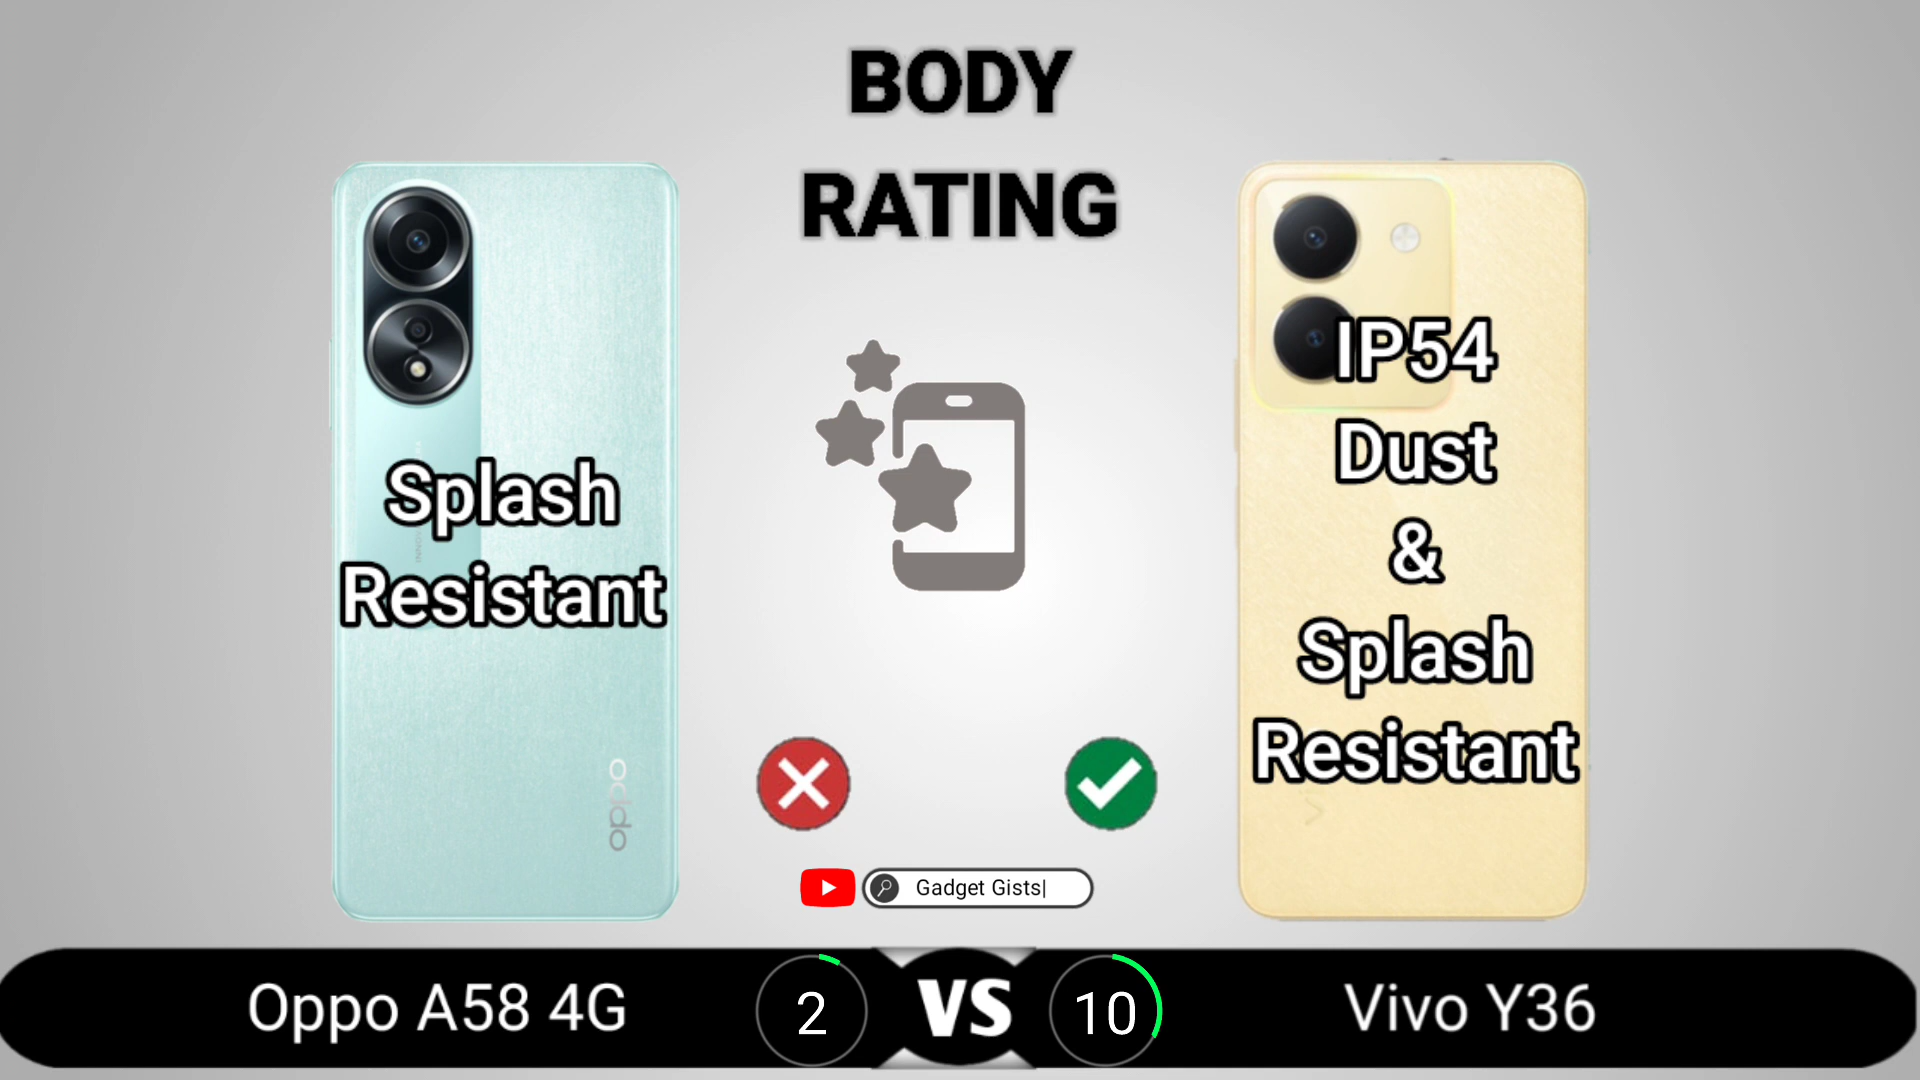 BODY
RATING
Splash
Resistant
oppo
IP54
Dust
&
Splash
Resistant
Gadget Gists|
Oppo A58 4G
2
VS
10
Vivo Y36